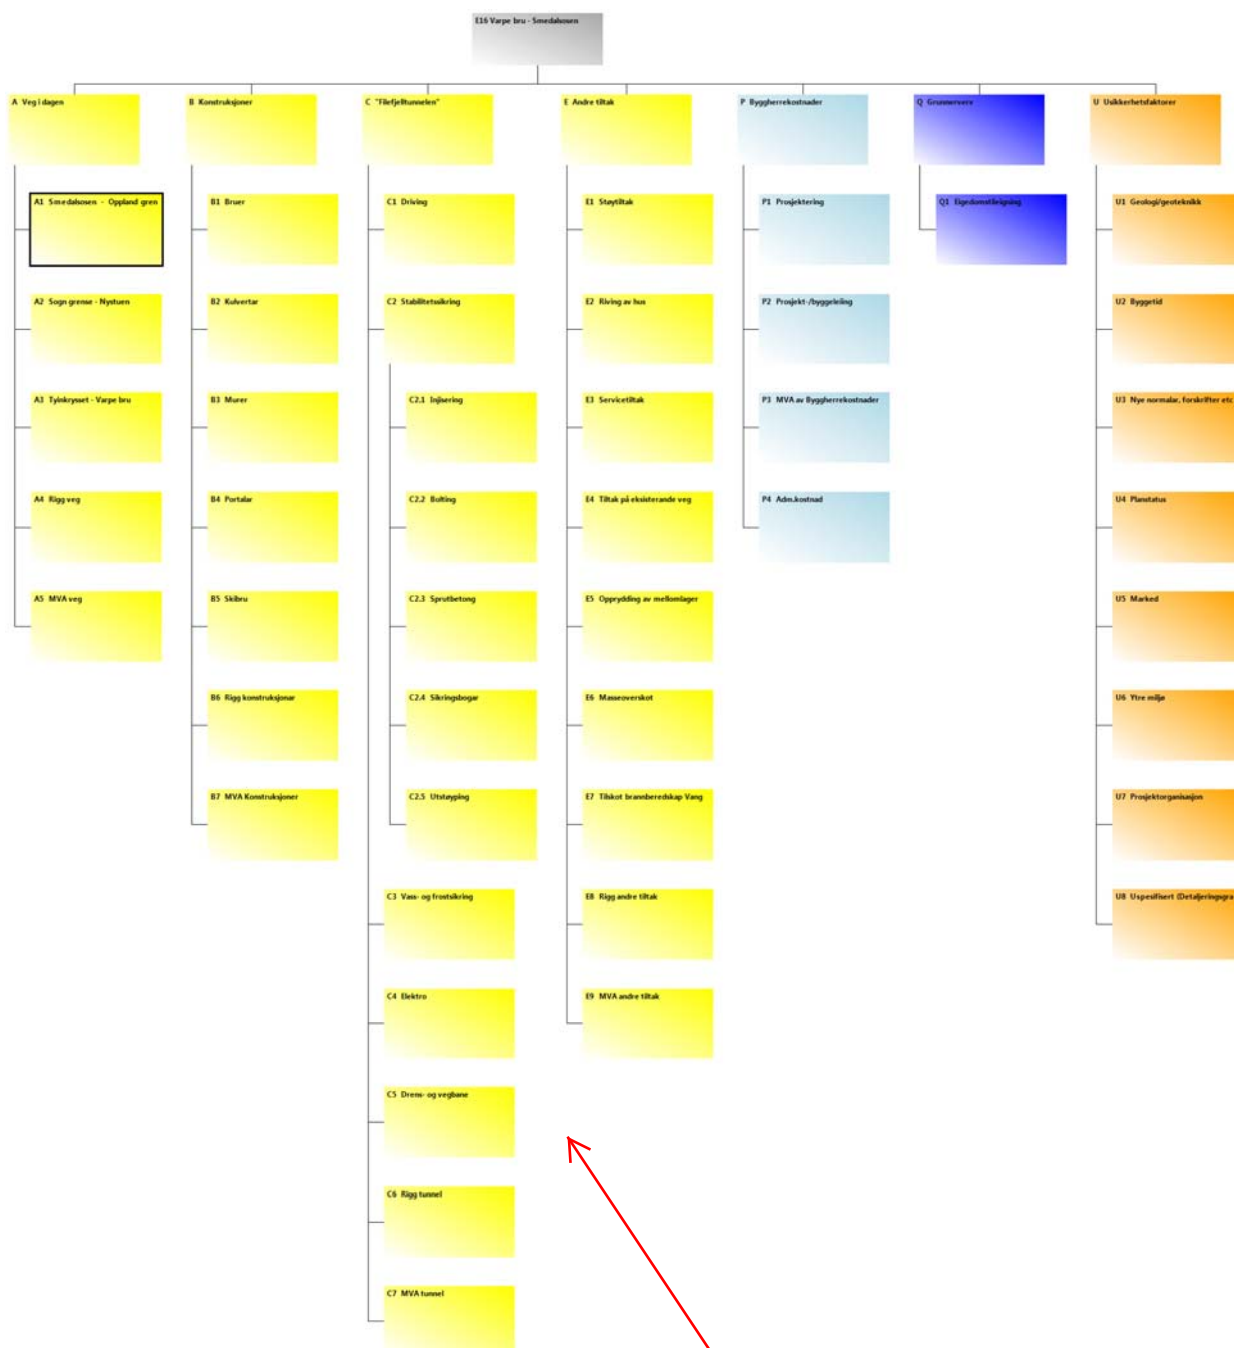 E16 Varpe bru - Smedalsosen
A Veg i dagen
B Konstruksjoner
C "Filefjelltunnelen"
E Andre tiltak
P Byggherrekostnader
Q Grunnerverv
U Usikkerhetsfaktorer
A1 Smedalsosen - Oppland gren
B1 Bruer
C1 Driving
E1 Støytiltak
P1 Prosjektering
Q1 Eigedomstileigning
U1 Geologi/geoteknikk
A2 Sogn grense - Nystuen
B2 Kulvertar
C2 Stabilitetssikring
E2 Riving av hus
P2 Prosjekt-/byggeleiing
U2 Byggetid
A3 Tyinkrysset - Varpe bru
B3 Murer
C2.1 Injisering
E3 Servicetiltak
P3 MVA av Byggherrekostnader
U3 Nye normalar, forskrifter etc
A4 Rigg veg
B4 Portalar
C2.2 Bolting
E4 Tiltak på eksisterande veg
P4 Adm.kostnad
U4 Planstatus
A5 MVA veg
B5 Skibru
C2.3 Sprutbetong
E5 Opprydding av mellomlager
U5 Marked
B6 Rigg konstruksjonar
C2.4 Sikringsbogar
E6 Masseoverskot
U6 Ytre miljø
B7 MVA Konstruksjoner
C2.5 Utstøyping
E7 Tilskot brannberedskap Vang
U7 Prosjektorganisasjon
C3 Vass- og frostsikring
E8 Rigg andre tiltak
U8 Uspesifisert (Detaljeringsgra
C4 Elektro
E9 MVA andre tiltak
C5 Drens- og vegbane
C6 Rigg tunnel
C7 MVA tunnel